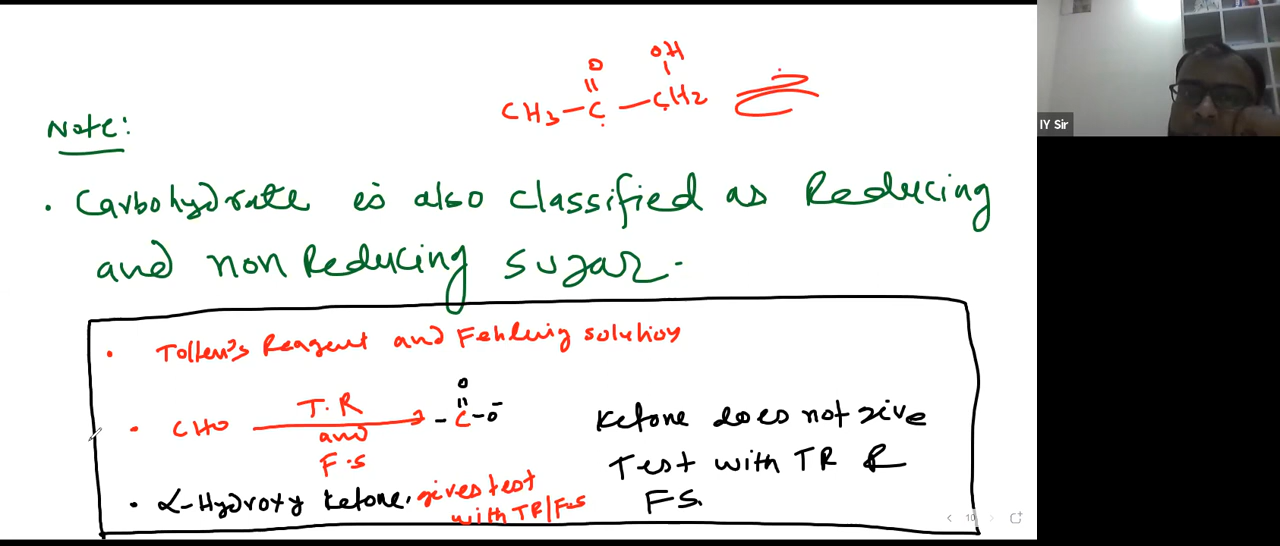 O OH
CH3-C-CH2
IY Sir
Note:
. Carbohydrate is also classified as Reducing
and non Reducing sugar.
. Tollen's Reagent and Fehling solution
. CHO T.R and F.S -C-O-
O
Ketone does not give
Test with TR &
FS.
. α-Hydroxy ketone. gives test
with TR/F.S
10